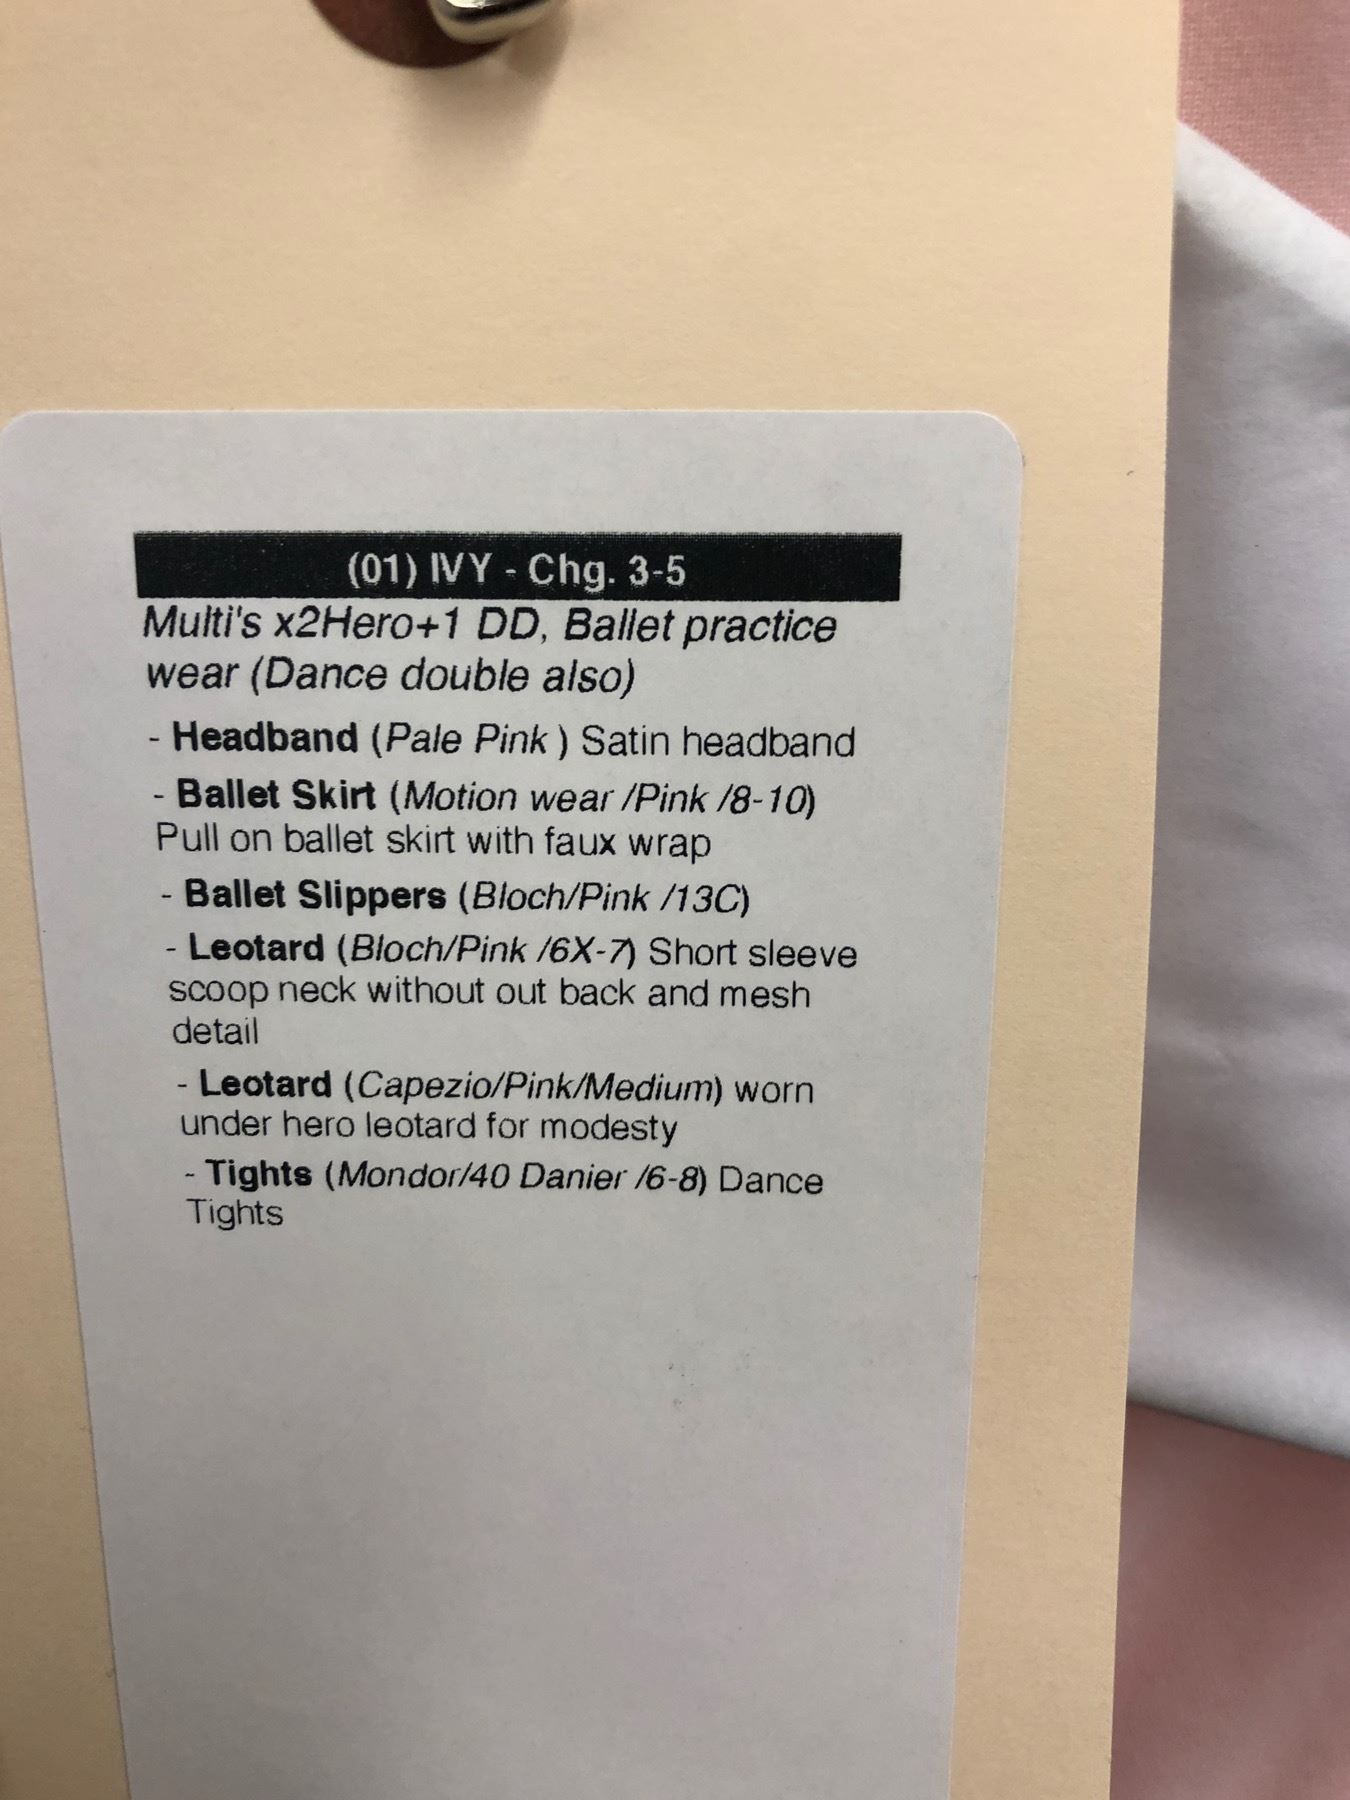 (01) IVY - Chg. 3-5
Multi's x2Hero+1 DD, Ballet practice
wear (Dance double also)
- Headband (Pale Pink ) Satin headband
- Ballet Skirt (Motion wear /Pink /8-10)
Pull on ballet skirt with faux wrap
- Ballet Slippers (Bloch/Pink /13C)
- Leotard (Bloch/Pink /6X-7) Short sleeve
scoop neck without out back and mesh
detail
- Leotard (Capezio/Pink/Medium) worn
under hero leotard for modesty
- Tights (Mondor/40 Danier /6-8) Dance
Tights